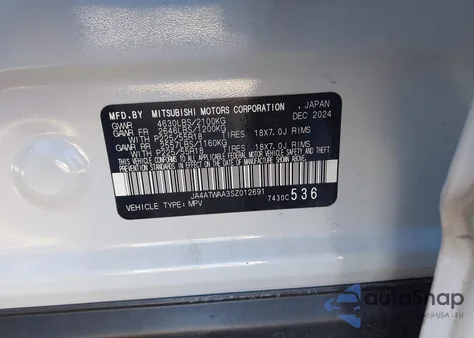 MFD.BY MITSUBISHI MOTORS CORPORATION , JAPAN
GVWR 4630LBS/2100KG DEC 2024
GAWR FR 2646LBS/1200KG
WITH P225/55R18 TIRES 18X7.0J RIMS
GAWR RR 2557LBS/1160KG
WITH P225/55R18 TIRES 18X7.0J RIMS
JA4ATWAA3SZ012691 7430C 536
VEHICLE TYPE: MPV
autoSnap